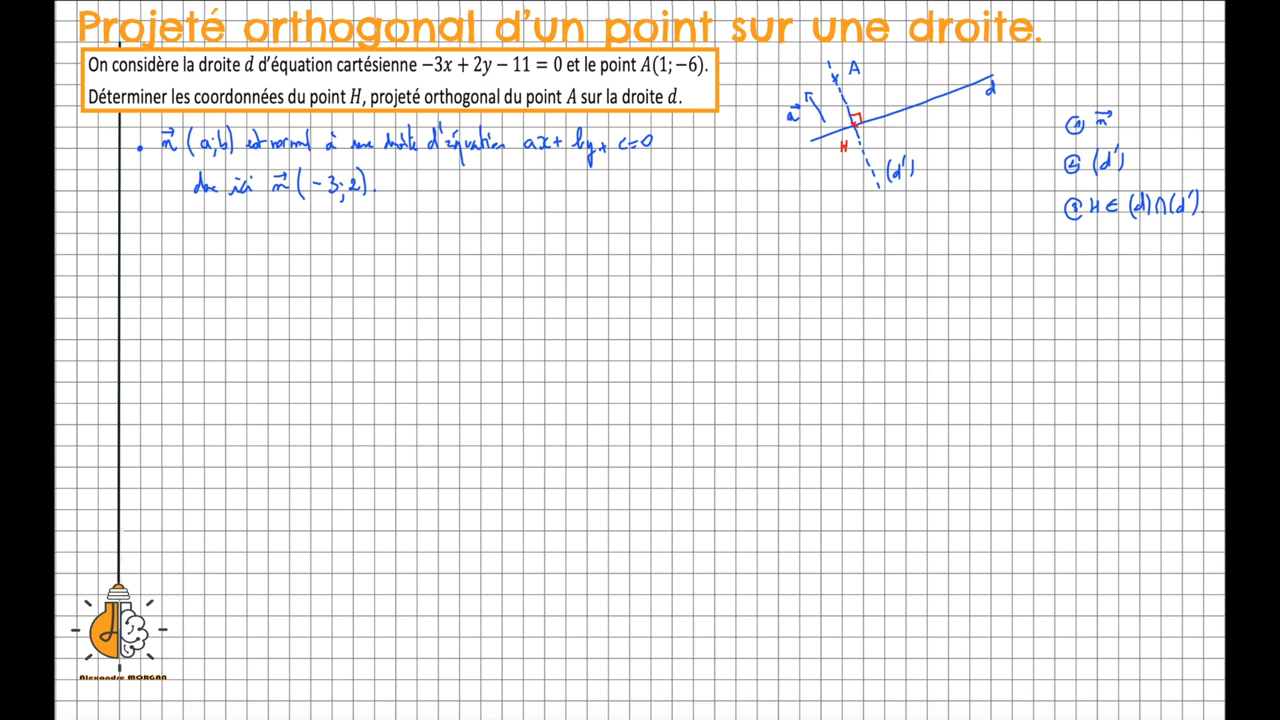 Projeté orthogonal d'un point sur une droite.
On considère la droite d d'équation cartésienne −3x + 2y − 11 = 0 et le point A(1; −6).
Déterminer les coordonnées du point H, projeté orthogonal du point A sur la droite d.
• n⃗ (a;b) est normal à une droite d'équation ax + by + c = 0
donc ici n⃗ (−3; 2).
A
n⃗
d
H
(d')
① n⃗
② (d')
③ H ∈ (d) ∩ (d').
Alexandre MORGAN